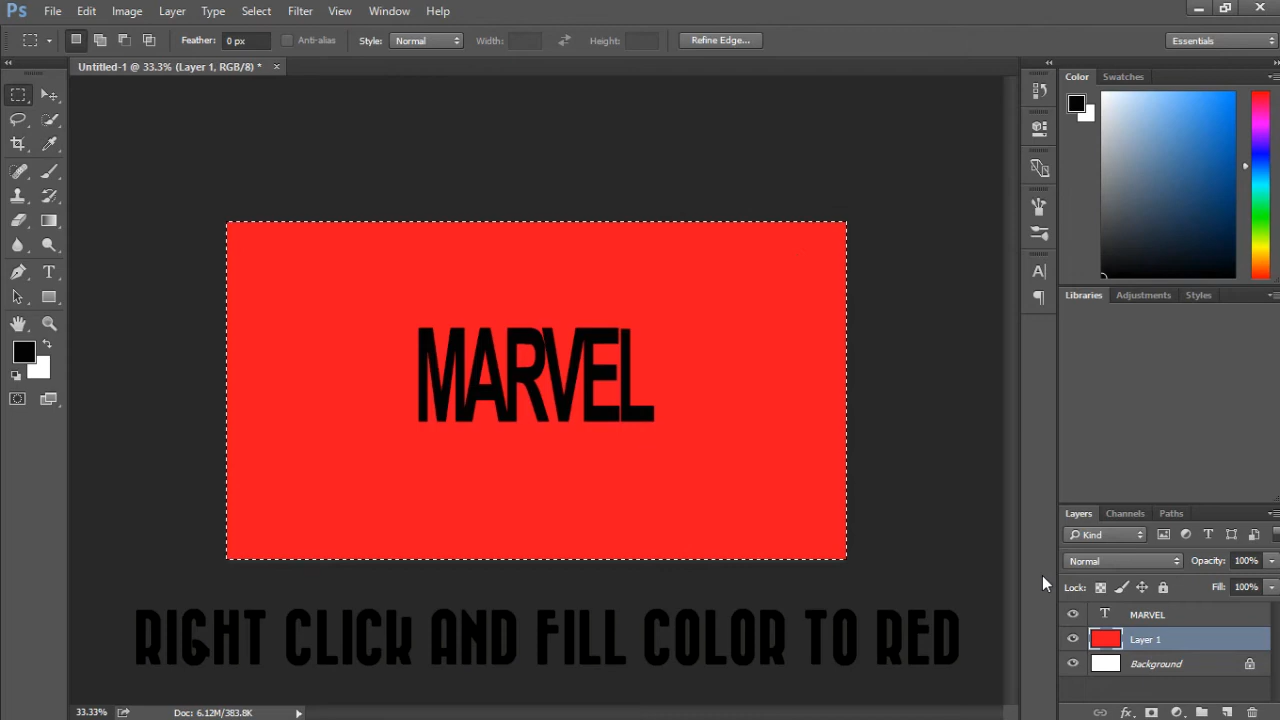 Ps File Edit Image Layer Type Select Filter View Window Help
Feather: 0 px Anti-alias Style: Normal Width: Height: Refine Edge... Essentials
Untitled-1 @ 33.3% (Layer 1, RGB/8) *
Color Swatches
MARVEL
Libraries Adjustments Styles
Layers Channels Paths
Kind
Normal Opacity: 100%
Lock: Fill: 100%
T MARVEL
Layer 1
Background
RIGHT CLICK AND FILL COLOR TO RED
33.33% Doc: 6.12M/383.8K